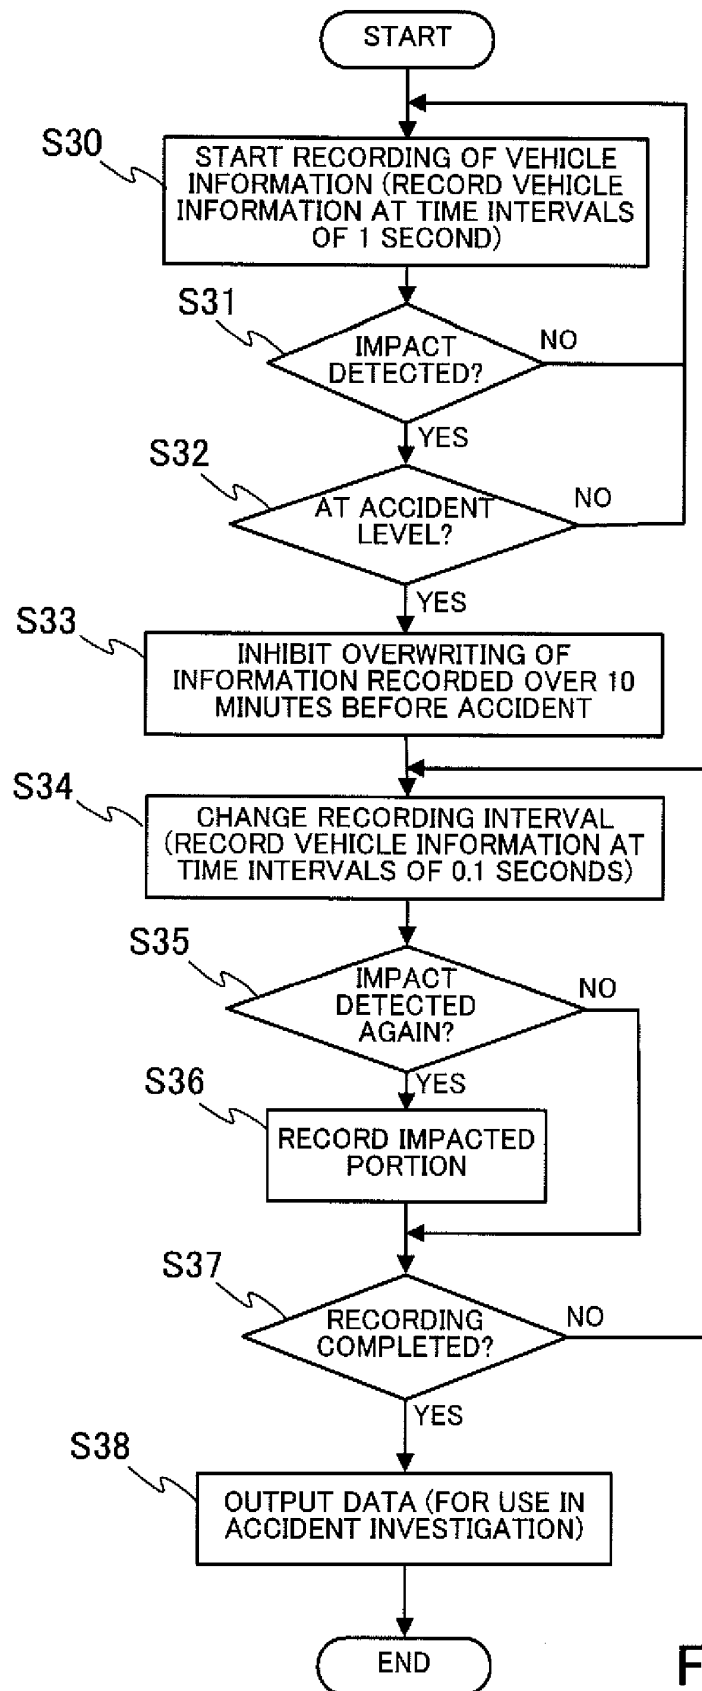 START
S30
START RECORDING OF VEHICLE
INFORMATION (RECORD VEHICLE
INFORMATION AT TIME INTERVALS
OF 1 SECOND)
S31
IMPACT
DETECTED?
NO
YES
S32
AT ACCIDENT
LEVEL?
NO
YES
S33
INHIBIT OVERWRITING OF
INFORMATION RECORDED OVER 10
MINUTES BEFORE ACCIDENT
S34
CHANGE RECORDING INTERVAL
(RECORD VEHICLE INFORMATION AT
TIME INTERVALS OF 0.1 SECONDS)
S35
IMPACT
DETECTED
AGAIN?
NO
YES
S36
RECORD IMPACTED
PORTION
S37
RECORDING
COMPLETED?
NO
YES
S38
OUTPUT DATA (FOR USE IN
ACCIDENT INVESTIGATION)
END
F